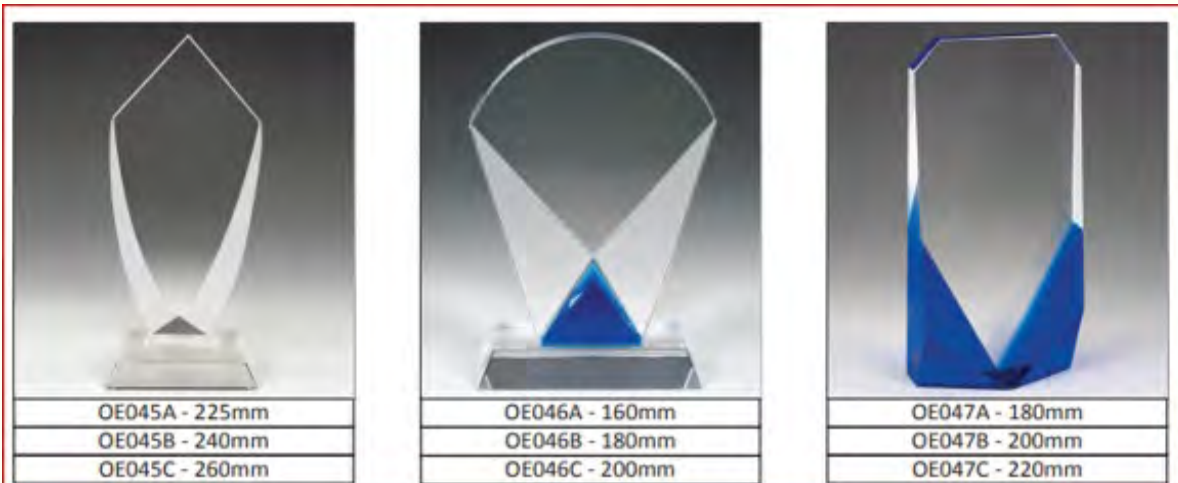 OE045A - 225mm
OE045B - 240mm
OE045C - 260mm
OE046A - 160mm
OE046B - 180mm
OE046C - 200mm
OE047A - 180mm
OE047B - 200mm
OE047C - 220mm